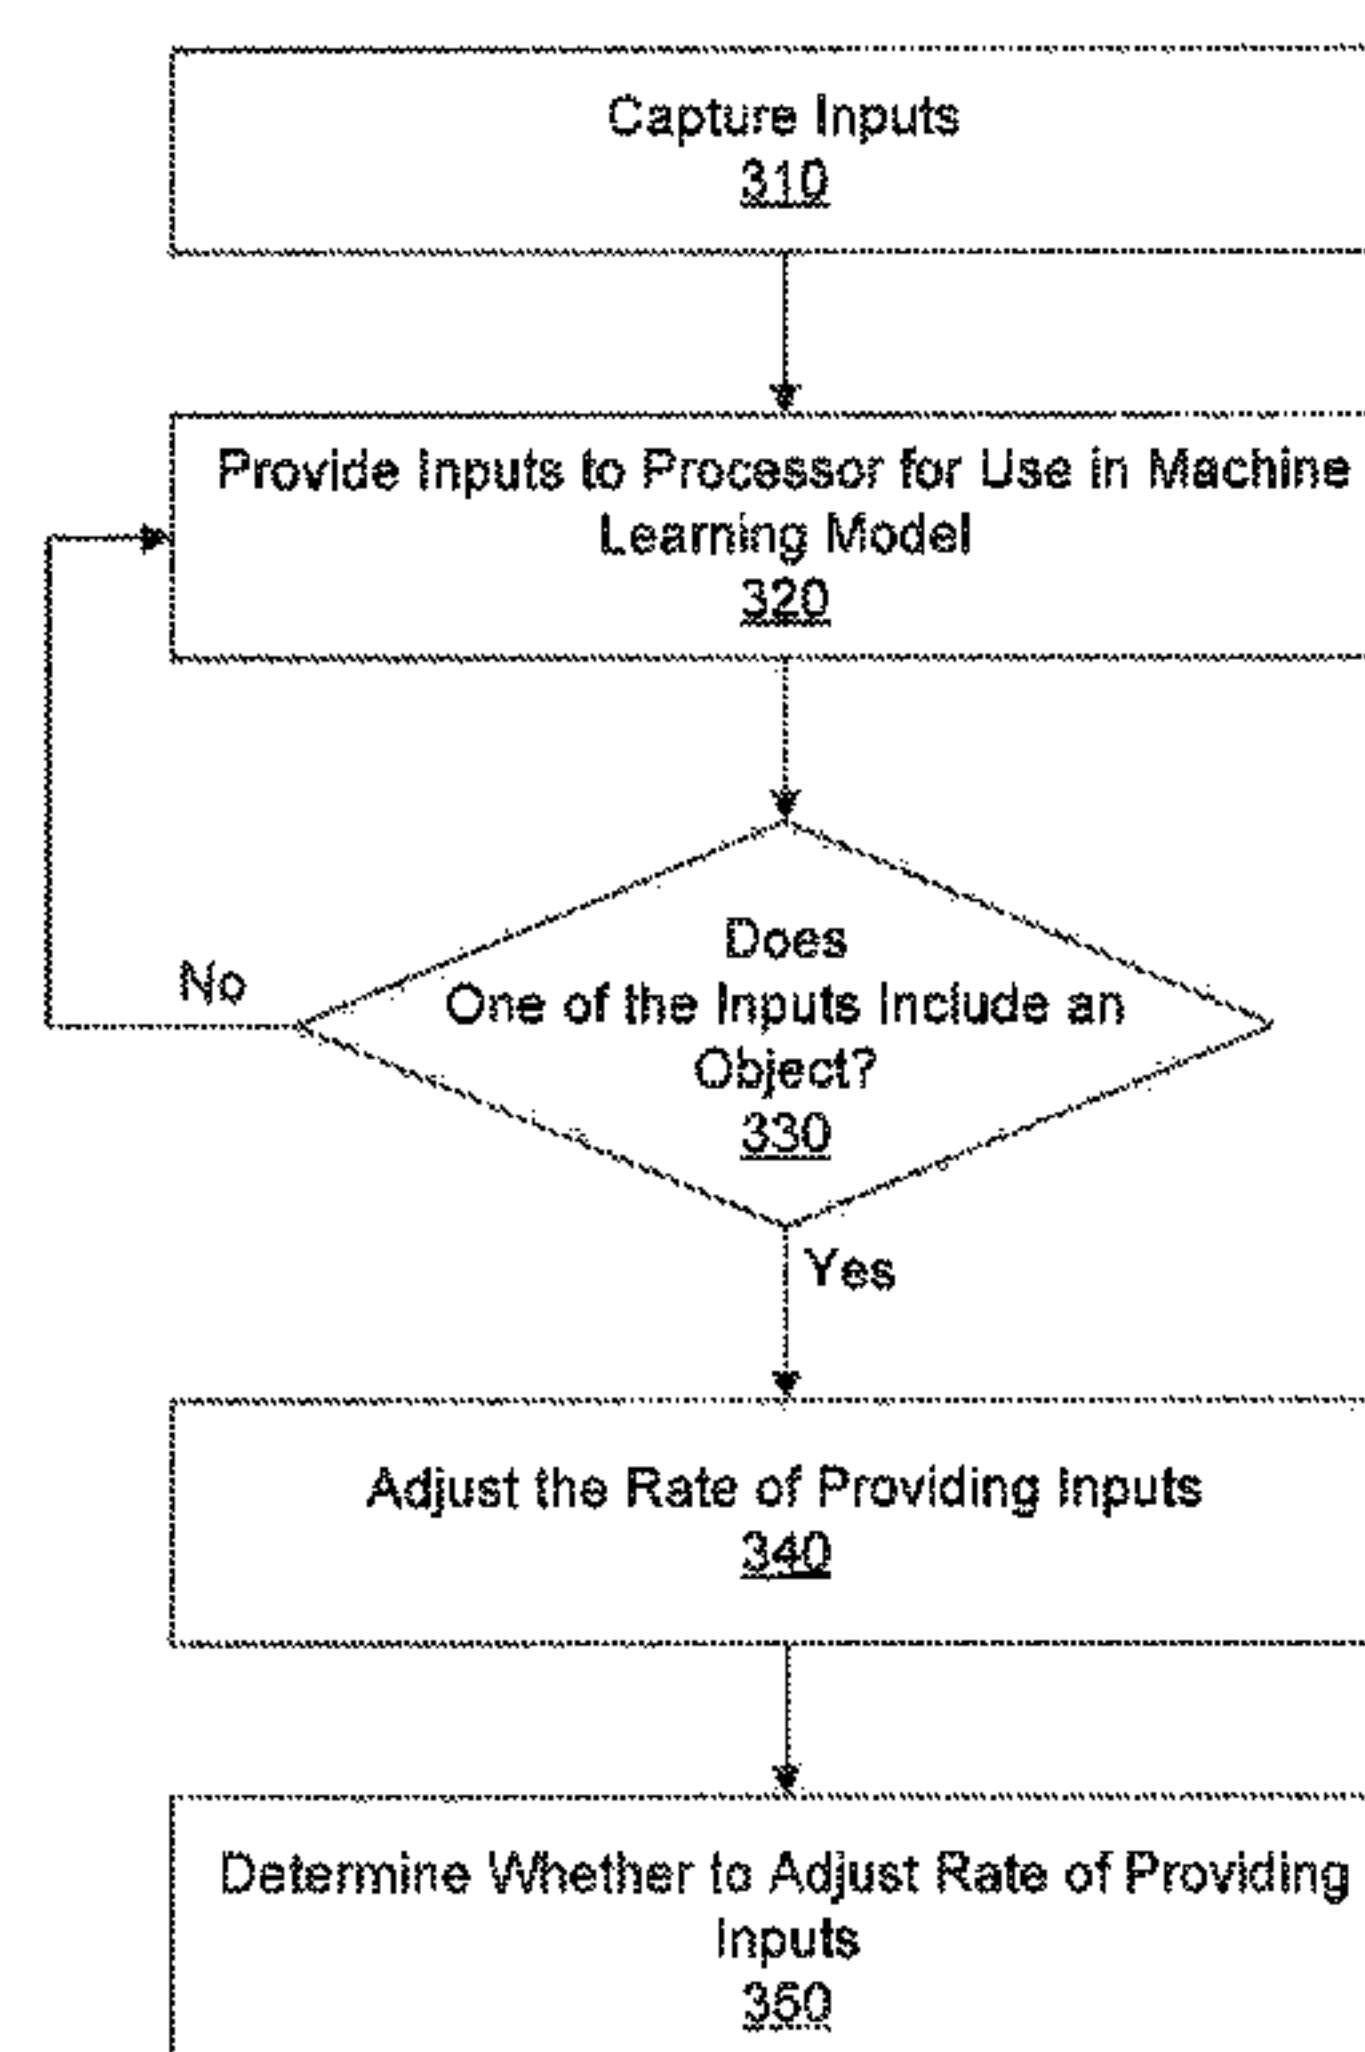 Capture Inputs
310
Provide Inputs to Processor for Use in Machine
Learning Model
320
Does
One of the Inputs Include an
Object?
330
No
Yes
Adjust the Rate of Providing Inputs
340
Determine Whether to Adjust Rate of Providing
Inputs
350